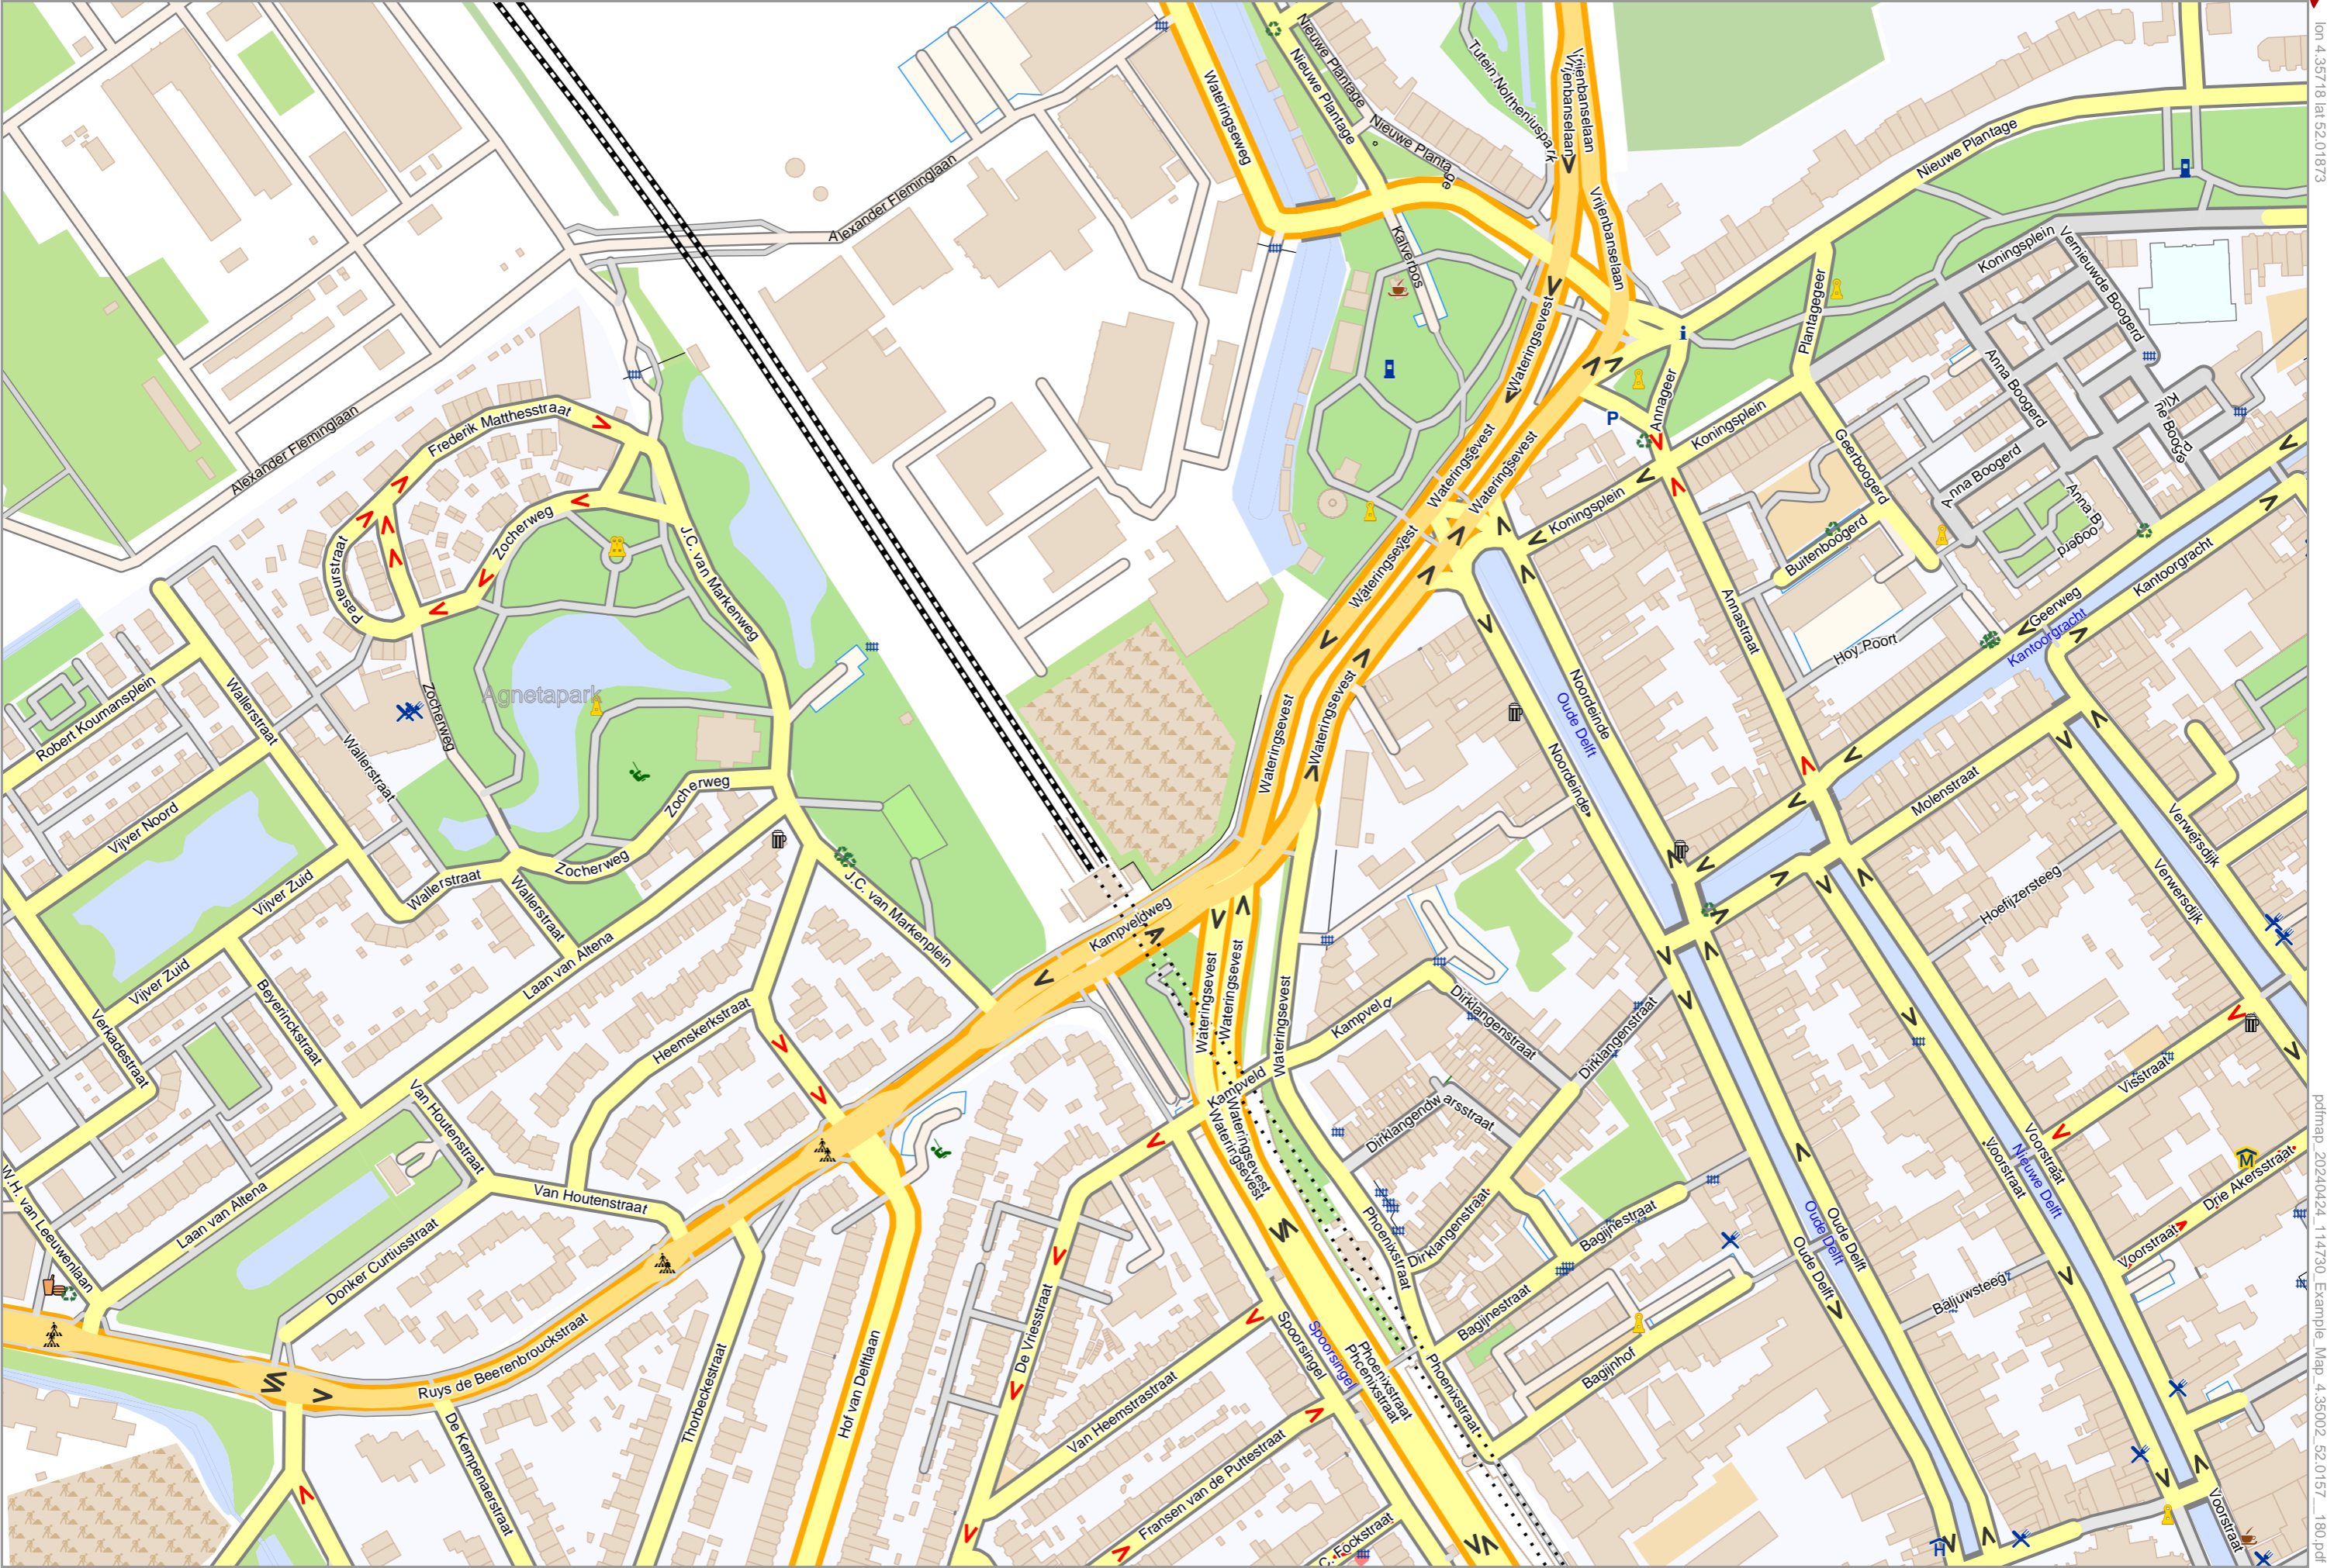 lon 4.35718 lat 52.01873
Nieuwe Plantage
Nieuwe Plantage
Nieuwe Plantage
Nieuwe Plantage
Tutein Noltheniuspark
Vrijenbanselaan
Vrijenbanselaan
Vrijenbanselaan
Wateringseweg
Alexander Fleminglaan
Alexander Fleminglaan
Kalverbos
Koningsplein
Vernieuwde Boogerd
Plantagegeer
Wateringsevest
Anna Boogerd
Annageer
Koningsplein
Kleine Boogerd
Frederik Matthesstraat
Geerboogerd
Anna Boogerd
Anna Boogerd
Wateringsevest
Wateringsevest
Koningsplein
Zocherweg
Pasteurstraat
J.C. van Markenweg
Buitenboogerd
Wateringsevest
Kantoorgracht
Geerweg
Kantoorgracht
Annastraat
Hoy Poort
Robert Koumansplein
Wallerstraat
Zocherweg
Agnetapark
Wallerstraat
Noordeinde
Oude Delft
Noordeinde
Wateringsevest
Wateringsevest
Molenstraat
Zocherweg
Vijver Noord
Verwersdijk
Verwersdijk
Zocherweg
Wallerstraat
Vijver Zuid
Wallerstraat
J.C. van Markenplein
Hoefijzersteeg
Kampveldweg
Laan van Altena
Vijver Zuid
Wateringsevest
Wateringsevest
Wateringsevest
Beyerinckstraat
Verkadestraat
Heemskerkstraat
Kampveld
Dirklangenstraat
Dirklangenstraat
Kampveld
Dirklangendwarsstraat
Visstraat
Van Houtenstraat
Wateringsevest
Wateringsevest
Voorstraat
Voorstraat
Nieuwe Delft
Drie Akersstraat
W.H. van Leeuwenlaan
Laan van Altena
Van Houtenstraat
Donker Curtiusstraat
Phoenixstraat
Dirklangenstraat
Bagijnestraat
Oude Delft
Oude Delft
Oude Delft
Voorstraat
Baljuwsteeg
De Vriesstraat
Spoorsingel
Spoorsingel
Bagijnestraat
Ruys de Beerenbrouckstraat
Phoenixstraat
Phoenixstraat
Phoenixstraat
Bagijnhof
Thorbeckestraat
Hof van Delftlaan
Van Heemstrastraat
De Kempenaerstraat
Fransen van de Puttestraat
C. Fockstraat
Voorstraat
P
i
M
H
pdfmap_20240424_114730_Example_Map_4.35002_52.0157__180.pdf